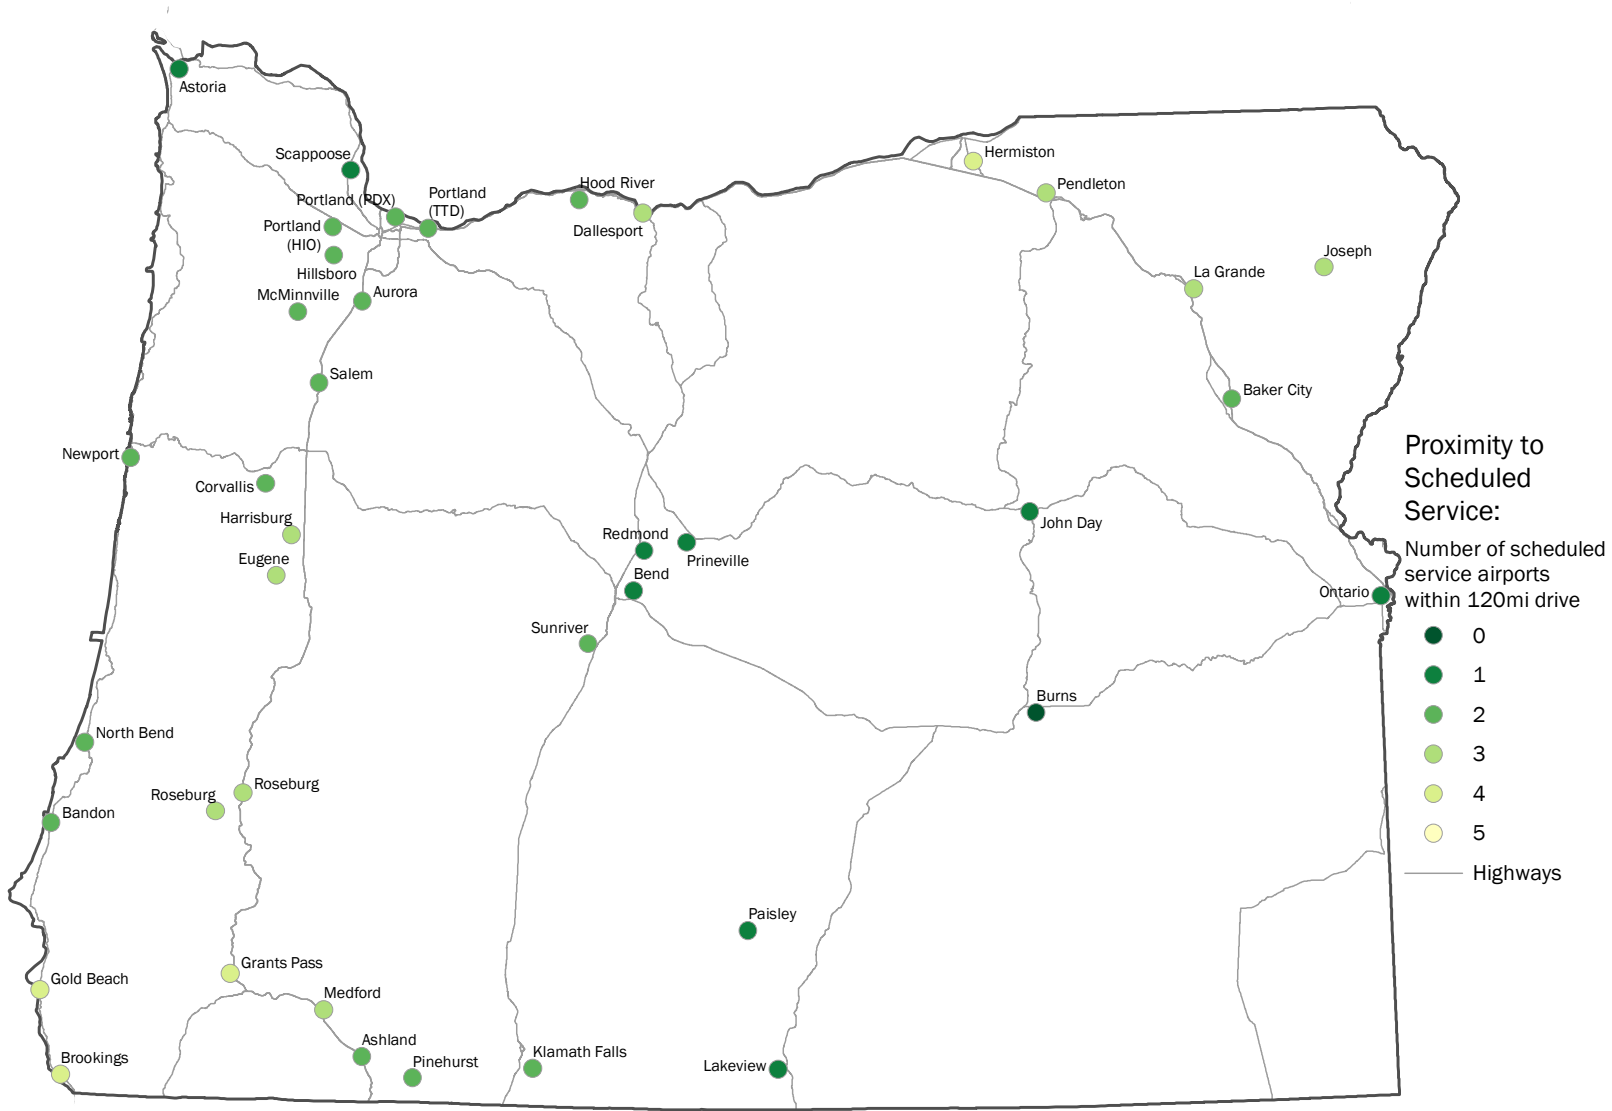 Astoria
Scappoose
Portland (PDX)
Portland
(TTD)
Hood River
Dallesport
Portland
(HIO)
Hillsboro
McMinnville
Aurora
Salem
Hermiston
Pendleton
Joseph
La Grande
Baker City
Newport
Corvallis
Harrisburg
Eugene
Redmond
Prineville
Bend
Sunriver
John Day
Ontario
Burns
North Bend
Roseburg
Roseburg
Bandon
Paisley
Grants Pass
Gold Beach
Medford
Ashland
Pinehurst
Klamath Falls
Lakeview
Brookings
Proximity to
Scheduled
Service:
Number of scheduled
service airports
within 120mi drive
0
1
2
3
4
5
Highways